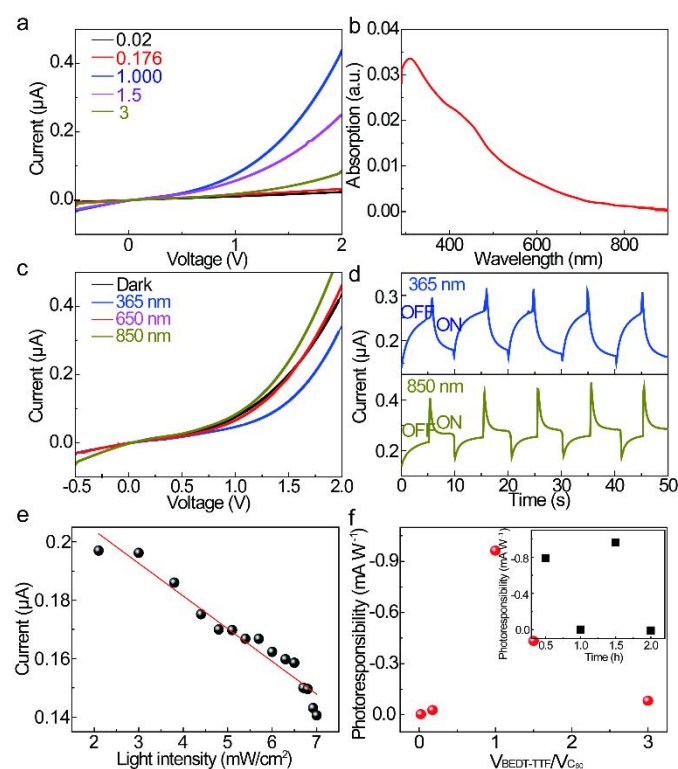 a
0.02
0.176
1.000
1.5
3
0.4
0.2
0.0
Current (µA)
0
1
2
Voltage (V)
b
0.04
0.03
0.02
0.01
0.00
Absorption (a.u.)
400
600
800
Wavelength (nm)
c
Dark
365 nm
650 nm
850 nm
0.4
0.2
0.0
Current (µA)
-0.5
0.0
0.5
1.0
1.5
2.0
Voltage (V)
d
365 nm
OFF
ON
0.3
0.2
850 nm
OFF
ON
0.4
0.2
Current (µA)
0
10
20
30
40
50
Time (s)
e
0.20
0.18
0.16
0.14
Current (µA)
2
3
4
5
6
7
Light intensity (mW/cm²)
f
-0.9
-0.6
-0.3
0.0
Photoresponsibility (mA W⁻¹)
0
1
2
3
V_BEDT-TTF/V_C₆₀
-0.8
-0.4
0.0
Photoresponsibility (mA W⁻¹)
0.5
1.0
1.5
2.0
Time (h)